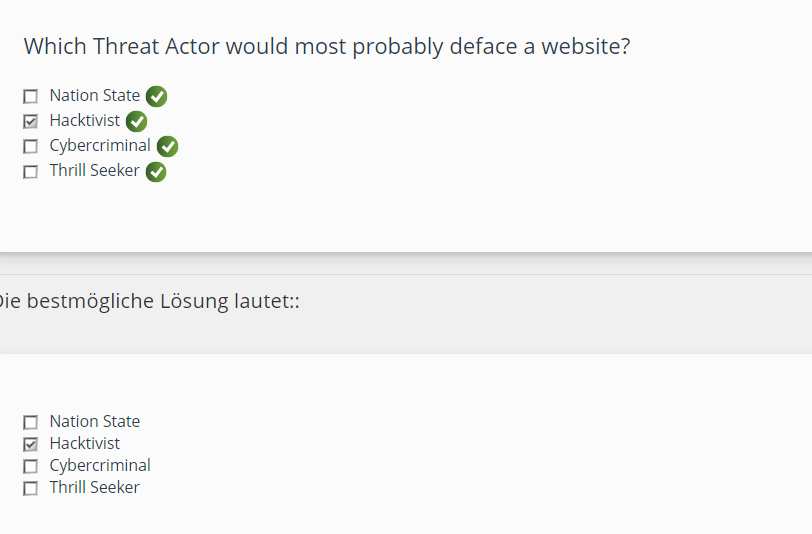 Which Threat Actor would most probably deface a website?
Nation State
Hacktivist
Cybercriminal
Thrill Seeker
Die bestmögliche Lösung lautet::
Nation State
Hacktivist
Cybercriminal
Thrill Seeker